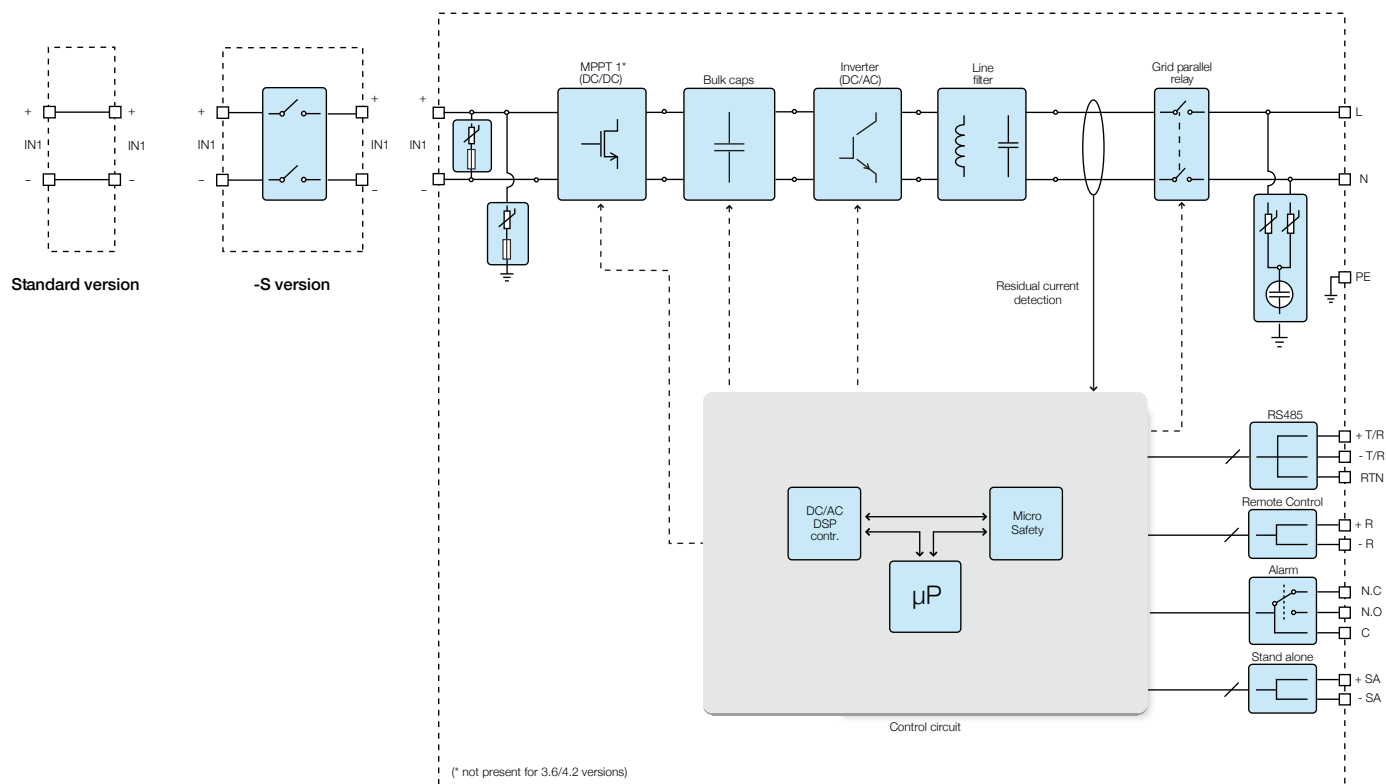 +
IN1
–
+
IN1
–
Standard version
+
IN1
–
+
IN1
–
-S version
+
IN1
–
MPPT 1*
(DC/DC)
Bulk caps
Inverter
(DC/AC)
Line
filter
Grid parallel
relay
L
N
PE
Residual current
detection
DC/AC
DSP
contr.
Micro
Safety
µP
Control circuit
RS485
+ T/R
- T/R
RTN
Remote Control
+ R
- R
Alarm
N.C
N.O
C
Stand alone
+ SA
- SA
(* not present for 3.6/4.2 versions)